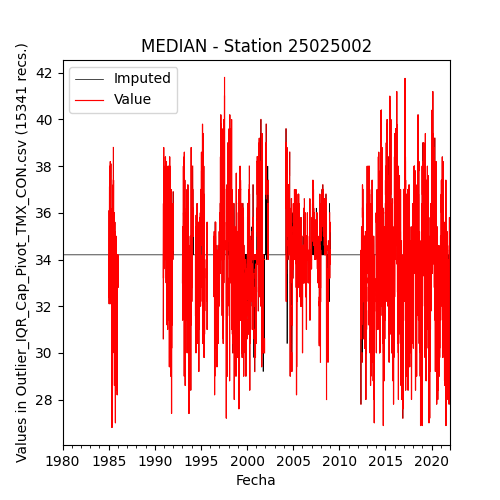 MEDIAN - Station 25025002
Values in Outlier_IQR_Cap_Pivot_TMX_CON.csv (15341 recs.)
Imputed
Value
42
40
38
36
34
32
30
28
1980 1985 1990 1995 2000 2005 2010 2015 2020
Fecha